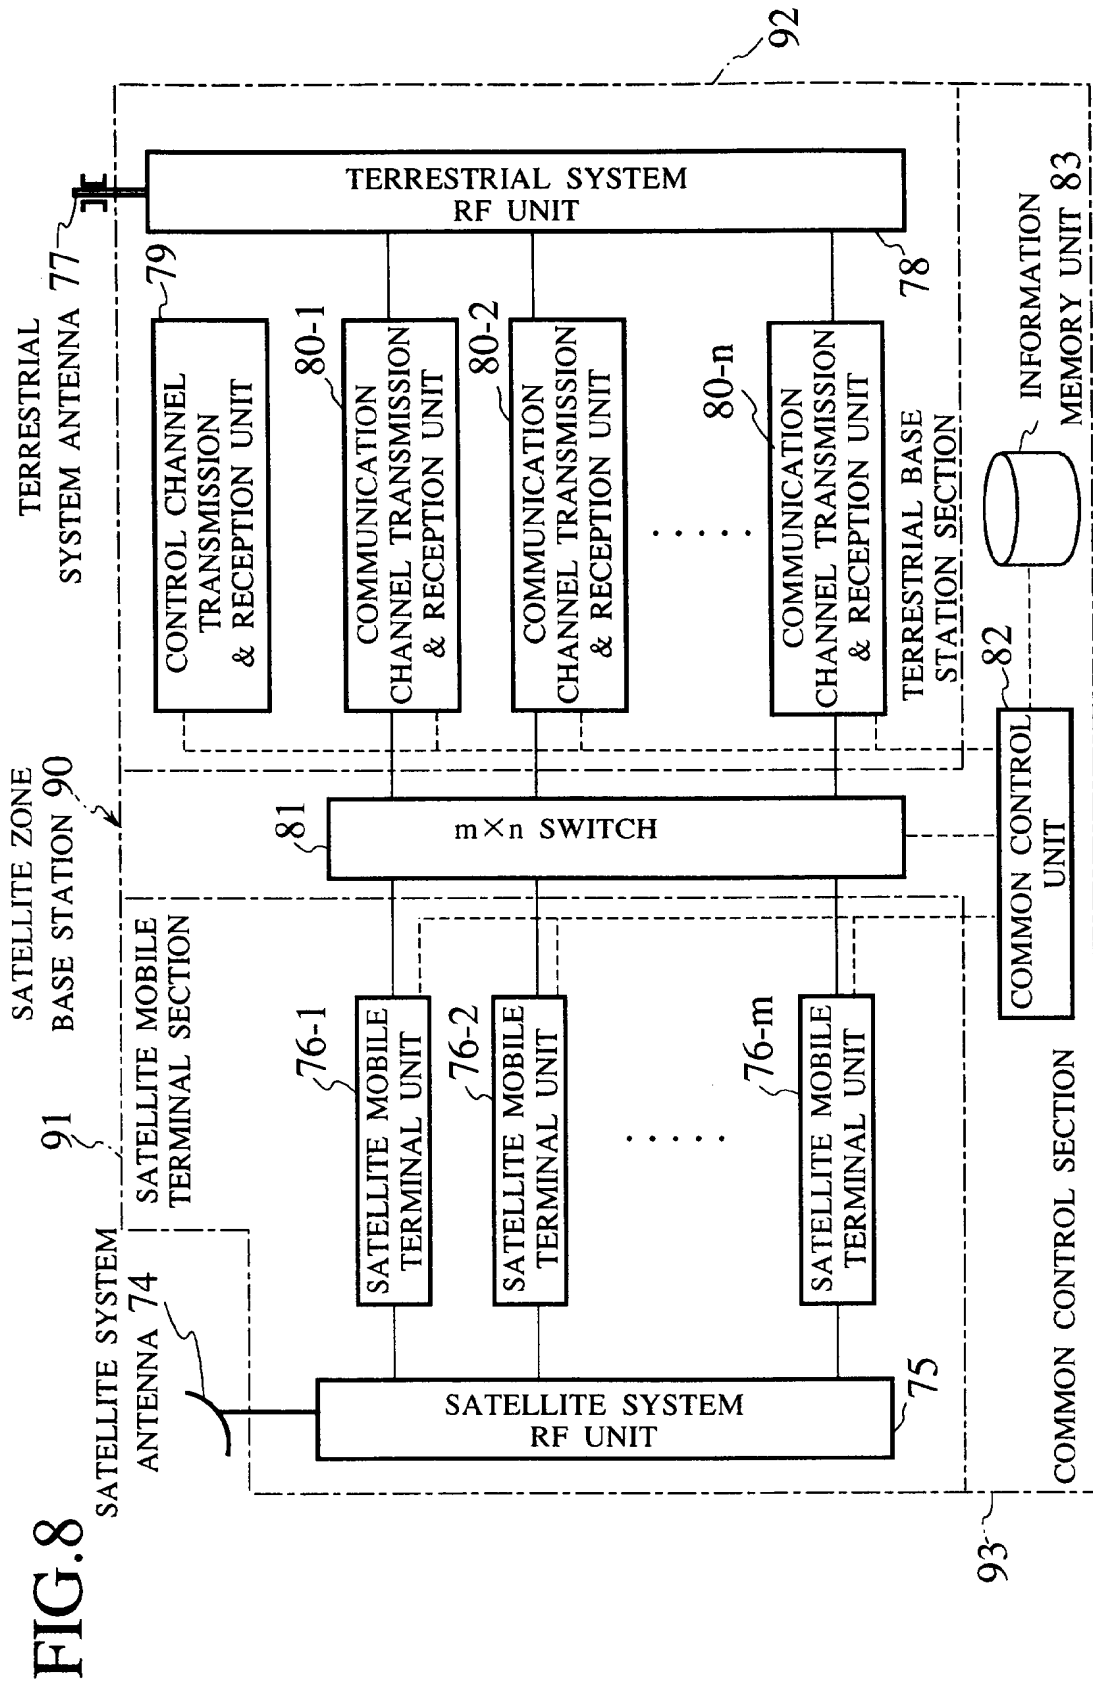 FIG.8
SATELLITE SYSTEM
ANTENNA 74
91
SATELLITE MOBILE
TERMINAL SECTION
SATELLITE ZONE
BASE STATION 90
TERRESTRIAL
SYSTEM ANTENNA 77
SATELLITE SYSTEM
RF UNIT
75
76-1
SATELLITE MOBILE
TERMINAL UNIT
76-2
SATELLITE MOBILE
TERMINAL UNIT
. . . . .
76-m
SATELLITE MOBILE
TERMINAL UNIT
81
m×n SWITCH
79
CONTROL CHANNEL
TRANSMISSION
& RECEPTION UNIT
80-1
COMMUNICATION
CHANNEL TRANSMISSION
& RECEPTION UNIT
80-2
COMMUNICATION
CHANNEL TRANSMISSION
& RECEPTION UNIT
. . . . .
80-n
COMMUNICATION
CHANNEL TRANSMISSION
& RECEPTION UNIT
TERRESTRIAL SYSTEM
RF UNIT
78
TERRESTRIAL BASE
STATION SECTION
92
93
COMMON CONTROL SECTION
82
COMMON CONTROL
UNIT
INFORMATION
MEMORY UNIT 83